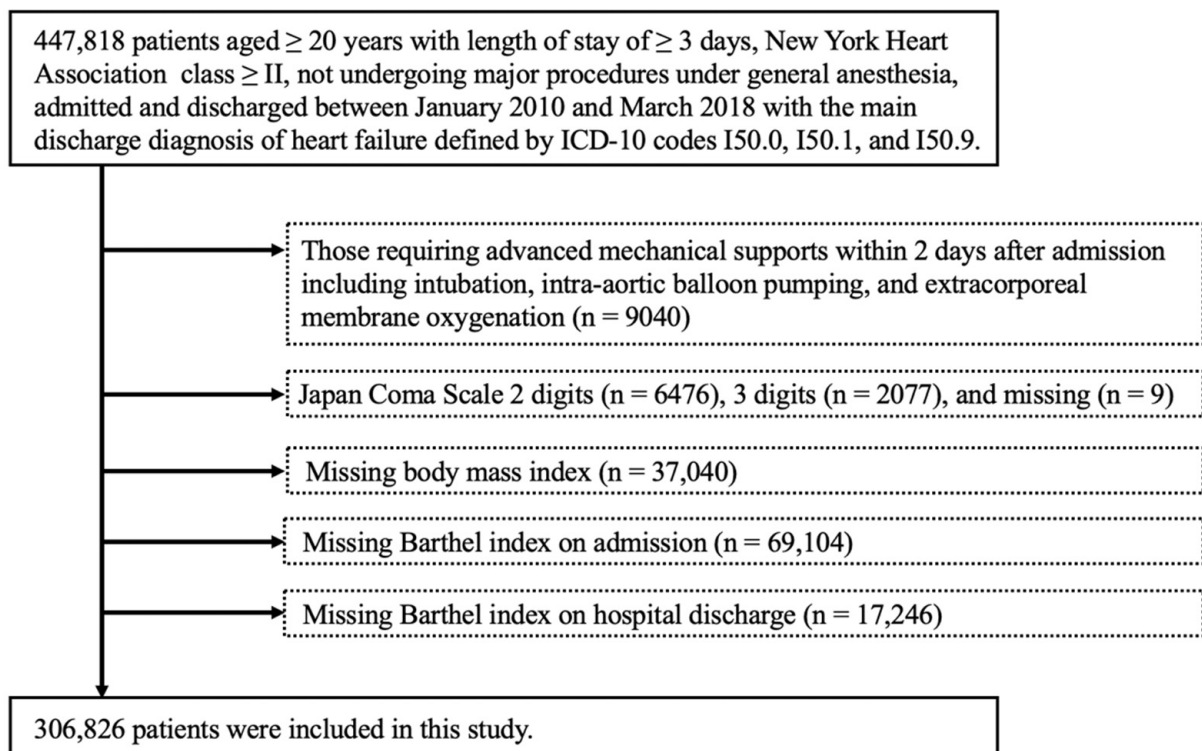 447,818 patients aged ≥ 20 years with length of stay of ≥ 3 days, New York Heart
Association class ≥ II, not undergoing major procedures under general anesthesia,
admitted and discharged between January 2010 and March 2018 with the main
discharge diagnosis of heart failure defined by ICD-10 codes I50.0, I50.1, and I50.9.
Those requiring advanced mechanical supports within 2 days after admission
including intubation, intra-aortic balloon pumping, and extracorporeal
membrane oxygenation (n = 9040)
Japan Coma Scale 2 digits (n = 6476), 3 digits (n = 2077), and missing (n = 9)
Missing body mass index (n = 37,040)
Missing Barthel index on admission (n = 69,104)
Missing Barthel index on hospital discharge (n = 17,246)
306,826 patients were included in this study.